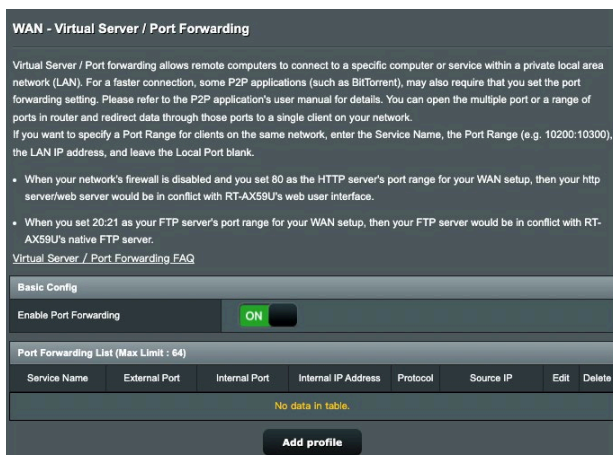 WAN - Virtual Server / Port Forwarding
Virtual Server / Port forwarding allows remote computers to connect to a specific computer or service within a private local area
network (LAN). For a faster connection, some P2P applications (such as BitTorrent), may also require that you set the port
forwarding setting. Please refer to the P2P application's user manual for details. You can open the multiple port or a range of
ports in router and redirect data through those ports to a single client on your network.
If you want to specify a Port Range for clients on the same network, enter the Service Name, the Port Range (e.g. 10200:10300),
the LAN IP address, and leave the Local Port blank.
• When your network's firewall is disabled and you set 80 as the HTTP server's port range for your WAN setup, then your http
server/web server would be in conflict with RT-AX59U's web user interface.
• When you set 20:21 as your FTP server's port range for your WAN setup, then your FTP server would be in conflict with RT-
AX59U's native FTP server.
Virtual Server / Port Forwarding FAQ
Basic Config
Enable Port Forwarding ON
Port Forwarding List (Max Limit : 64)
Service Name External Port Internal Port Internal IP Address Protocol Source IP Edit Delete
No data in table.
Add profile